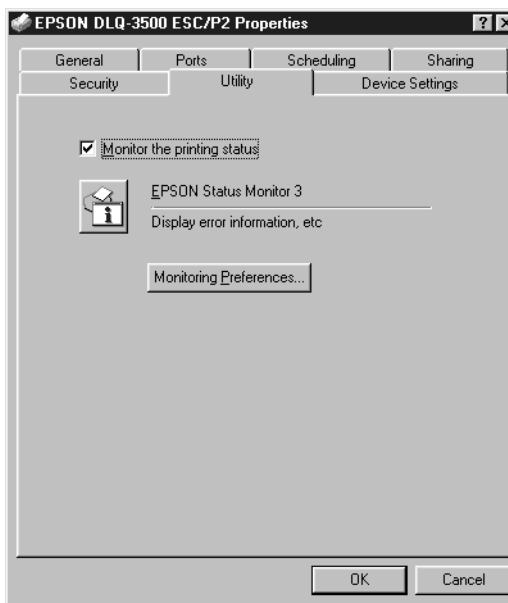 EPSON DLQ-3500 ESC/P2 Properties
General Ports Scheduling Sharing
Security Utility Device Settings
Monitor the printing status
EPSON Status Monitor 3
Display error information, etc
Monitoring Preferences...
OK Cancel